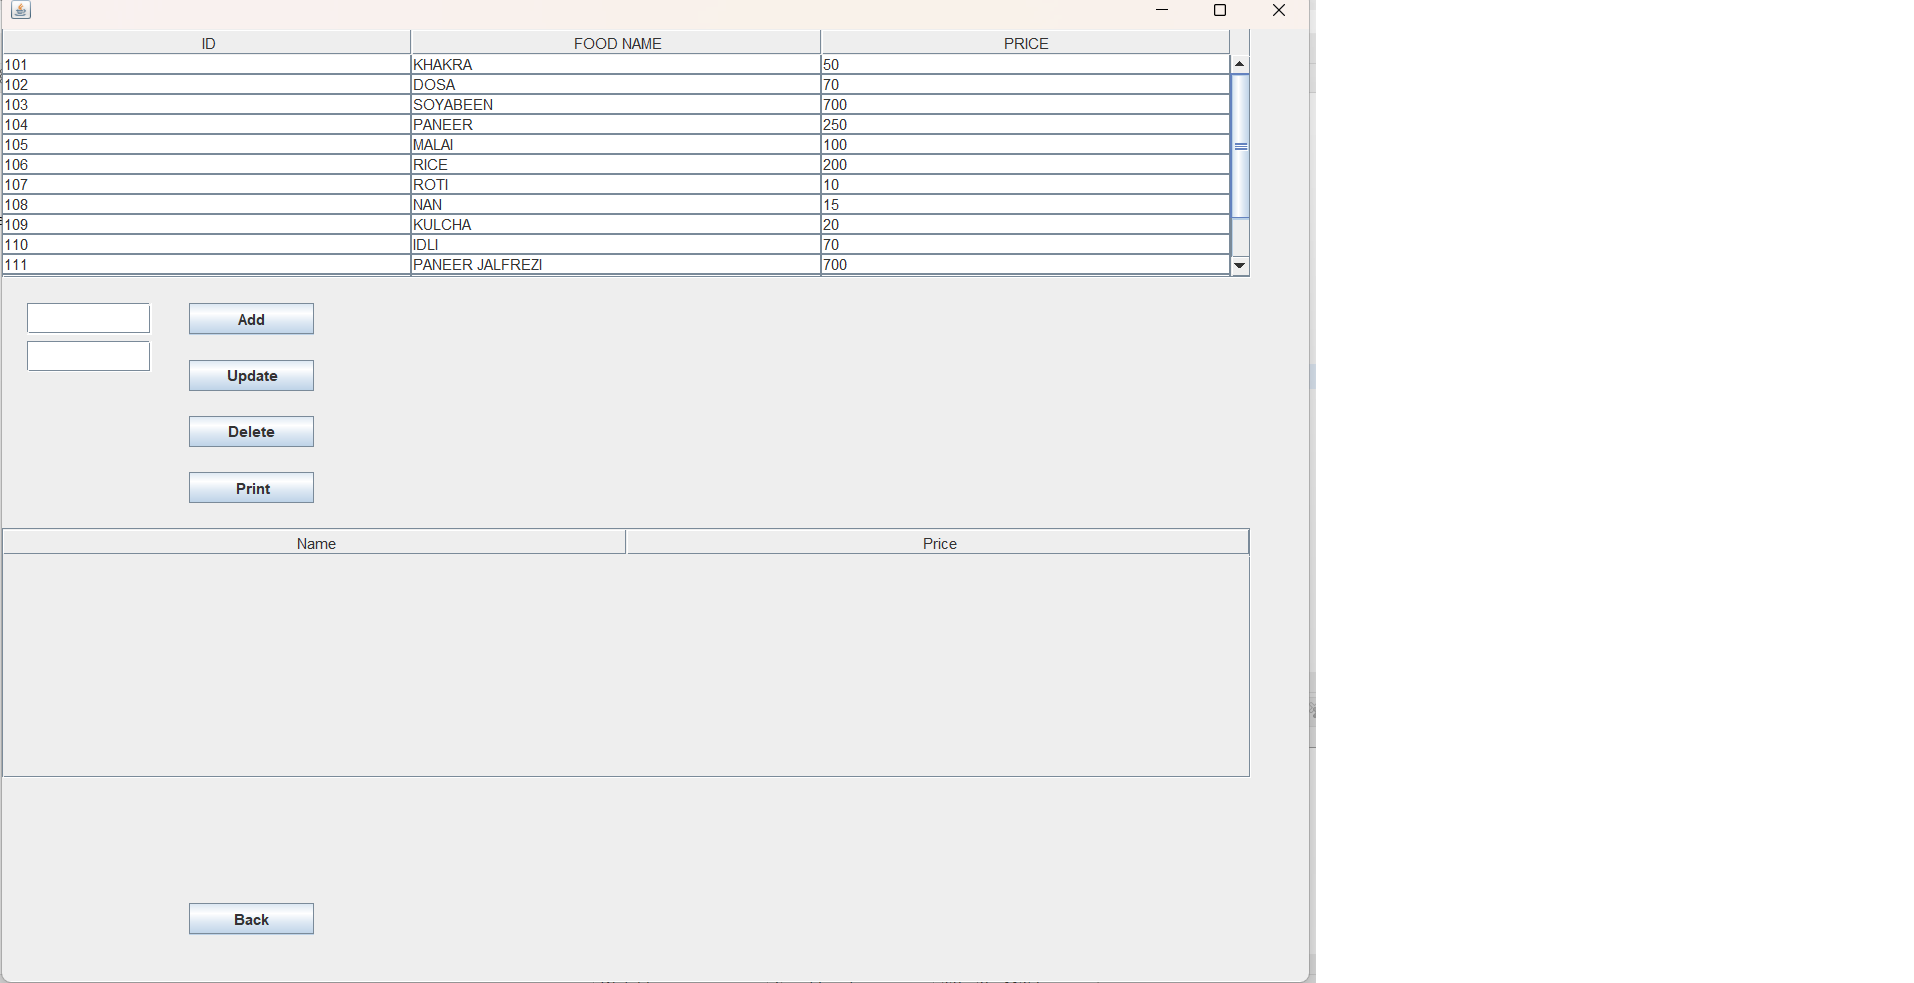 ID FOOD NAME PRICE
101 KHAKRA 50
102 DOSA 70
103 SOYABEEN 700
104 PANEER 250
105 MALAI 100
106 RICE 200
107 ROTI 10
108 NAN 15
109 KULCHA 20
110 IDLI 70
111 PANEER JALFREZI 700
Add
Update
Delete
Print
Name Price
Back